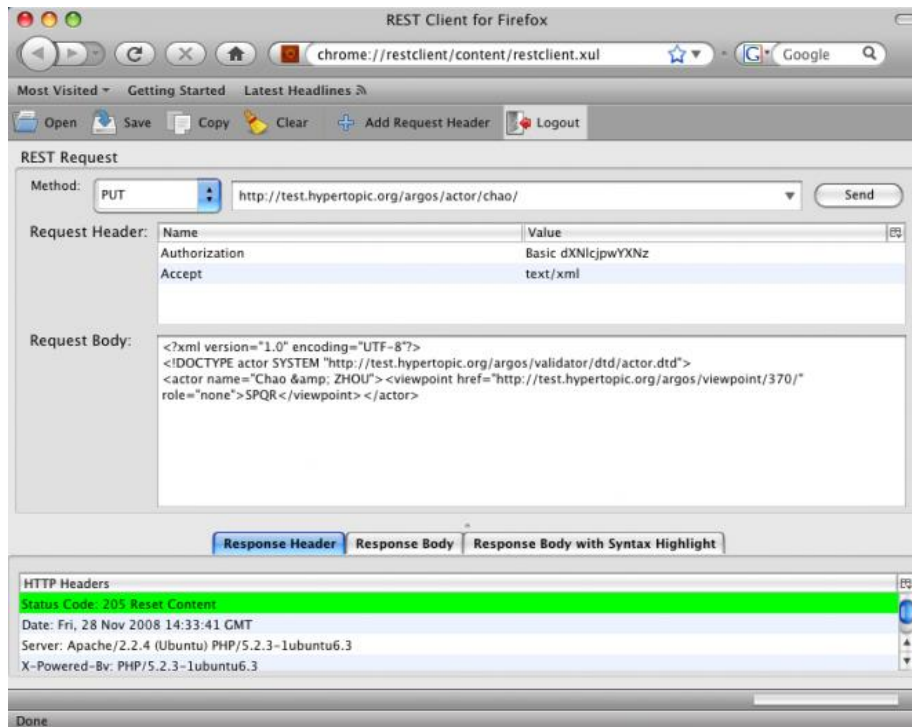 REST Client for Firefox
chrome://restclient/content/restclient.xul
Google
Most Visited
Getting Started
Latest Headlines
Open
Save
Copy
Clear
Add Request Header
Logout
REST Request
Method:
PUT
http://test.hypertopic.org/argos/actor/chao/
Send
Request Header:
Name
Value
Authorization
Basic dXNlcjpwYXNz
Accept
text/xml
Request Body:
<?xml version="1.0" encoding="UTF-8"?>
<!DOCTYPE actor SYSTEM "http://test.hypertopic.org/argos/validator/dtd/actor.dtd">
<actor name="Chao &amp; ZHOU"><viewpoint href="http://test.hypertopic.org/argos/viewpoint/370/"
role="none">SPQR</viewpoint></actor>
Response Header
Response Body
Response Body with Syntax Highlight
HTTP Headers
Status Code: 205 Reset Content
Date: Fri, 28 Nov 2008 14:33:41 GMT
Server: Apache/2.2.4 (Ubuntu) PHP/5.2.3-1ubuntu6.3
X-Powered-By: PHP/5.2.3-1ubuntu6.3
Done